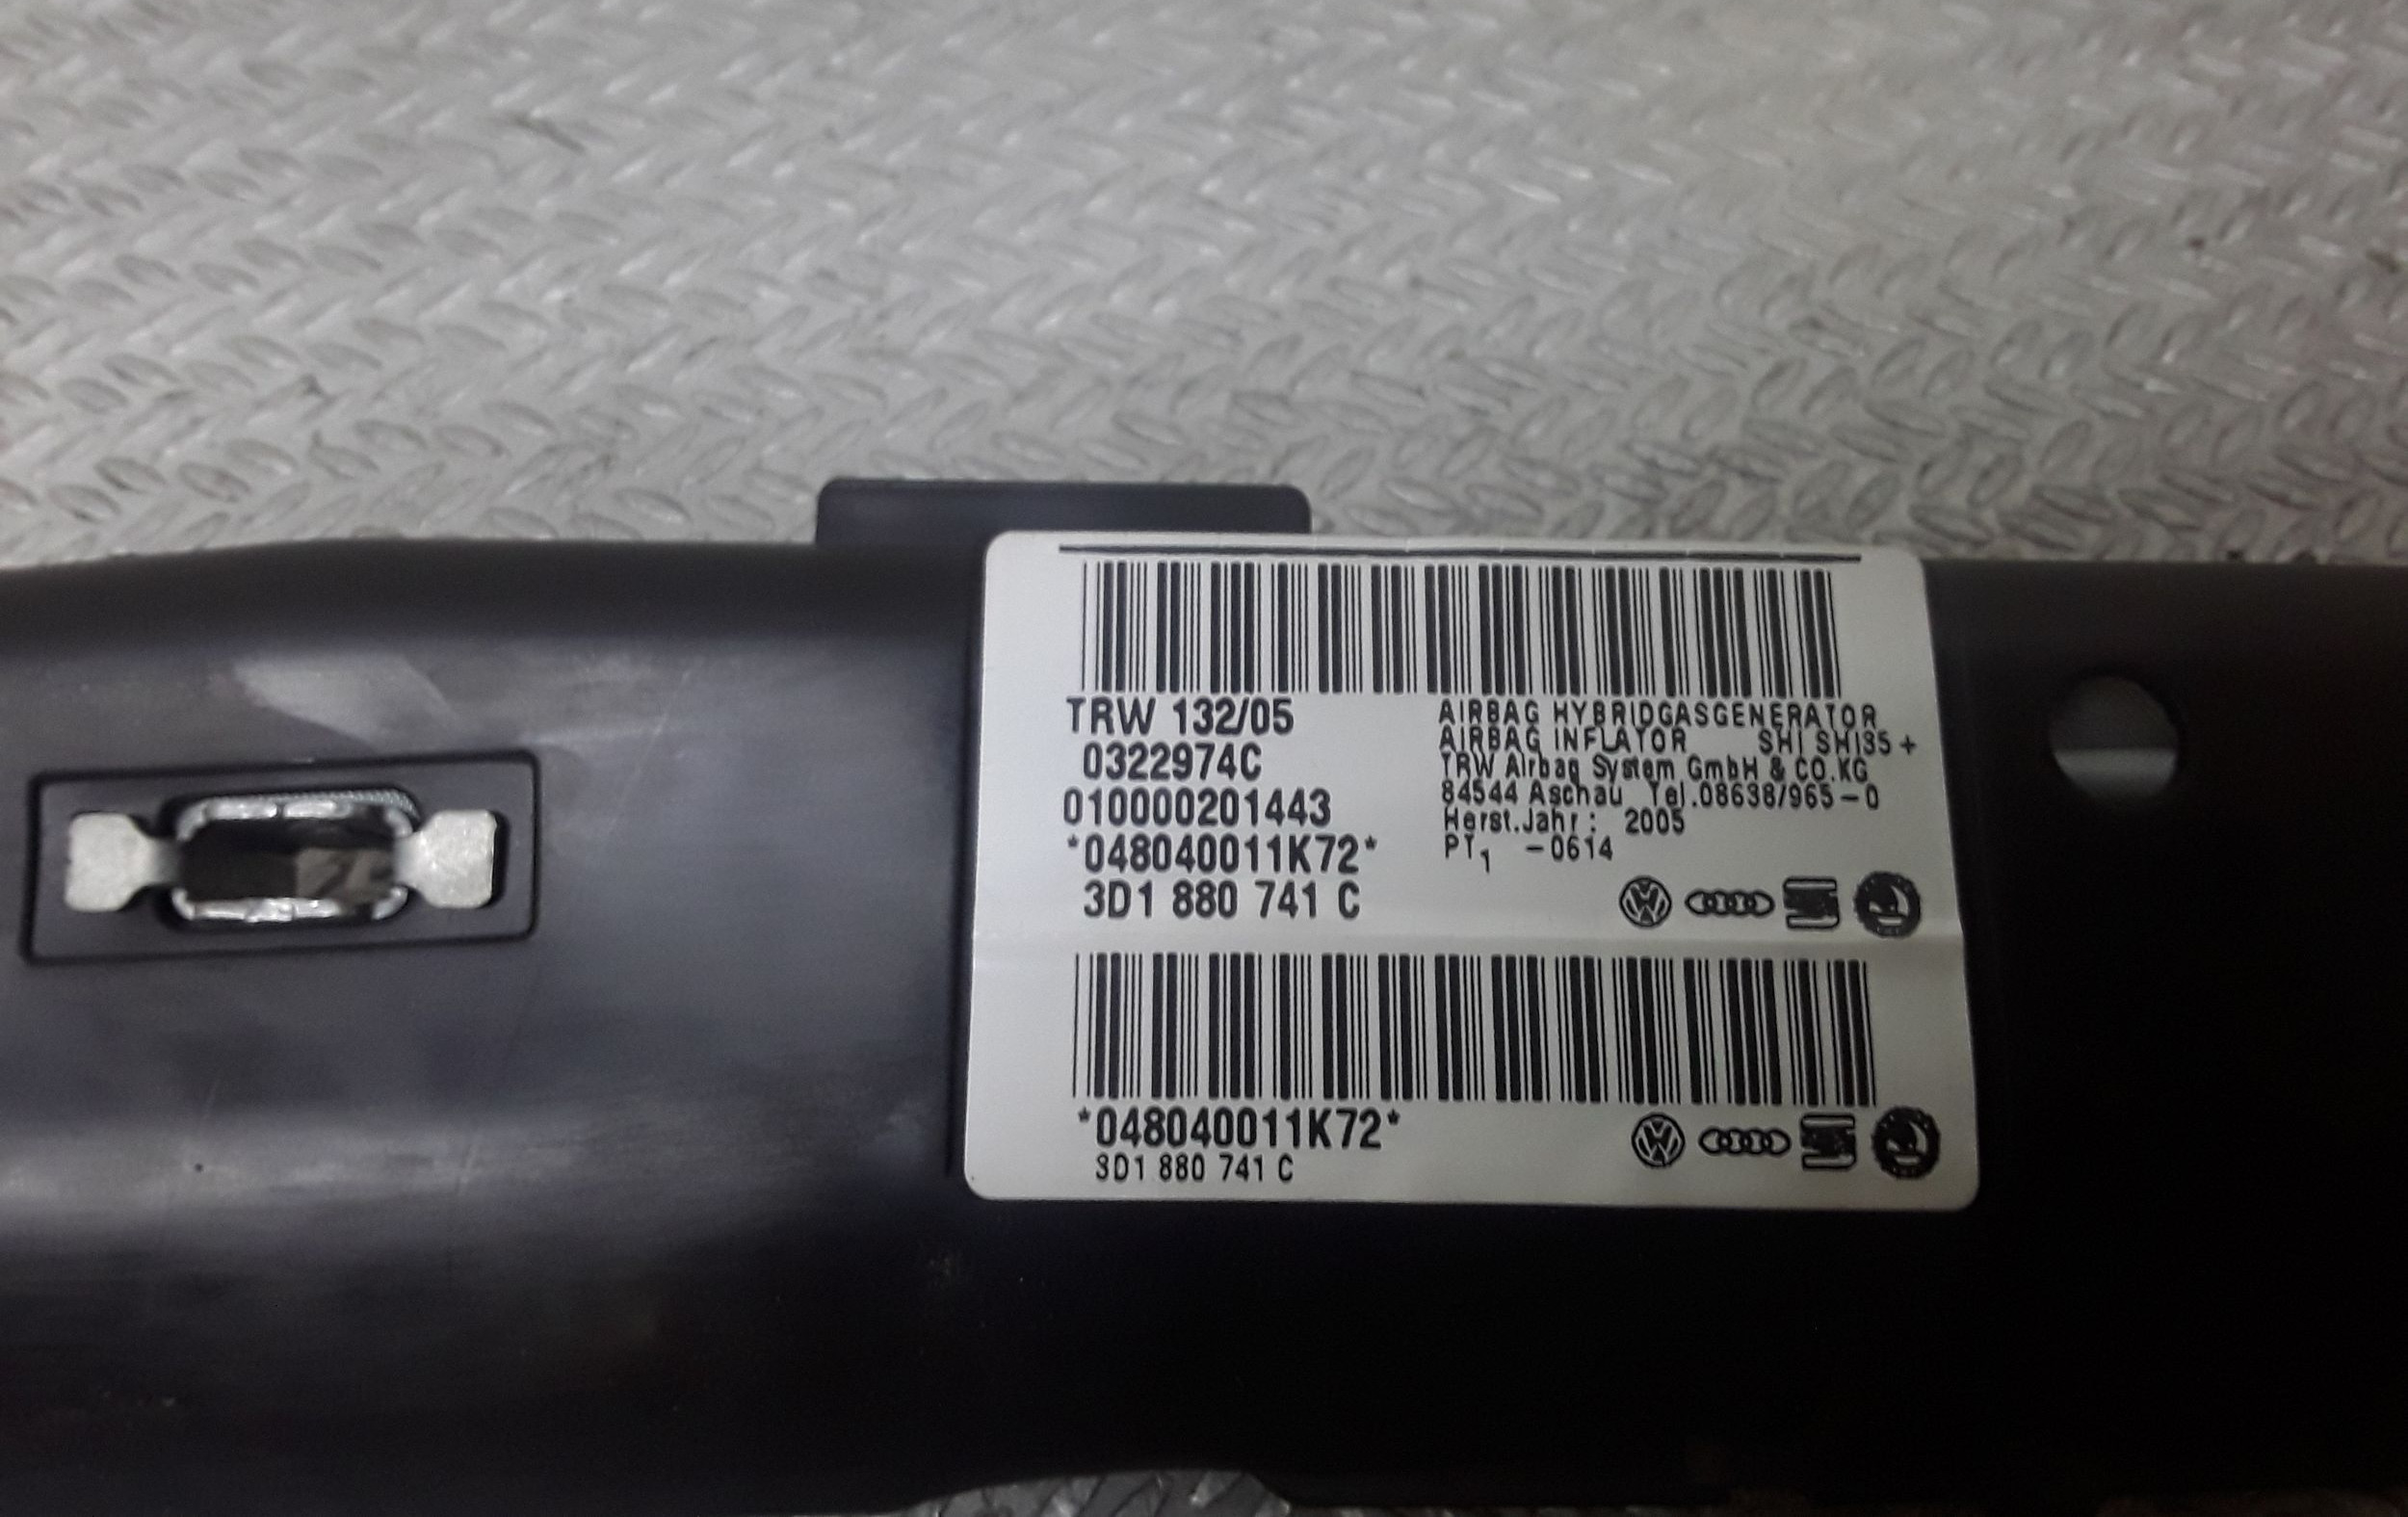 TRW 132/05
0322974C
010000201443
*048040011K72*
3D1 880 741 C
AIRBAG HYBRIDGASGENERATOR
AIRBAG INFLATOR SHI SHI35+
TRW Airbag System GmbH & CO.KG
84544 Aschau Tel.08638/965-0
Herst.Jahr: 2005
PT1 -0614
*048040011K72*
3D1 880 741 C